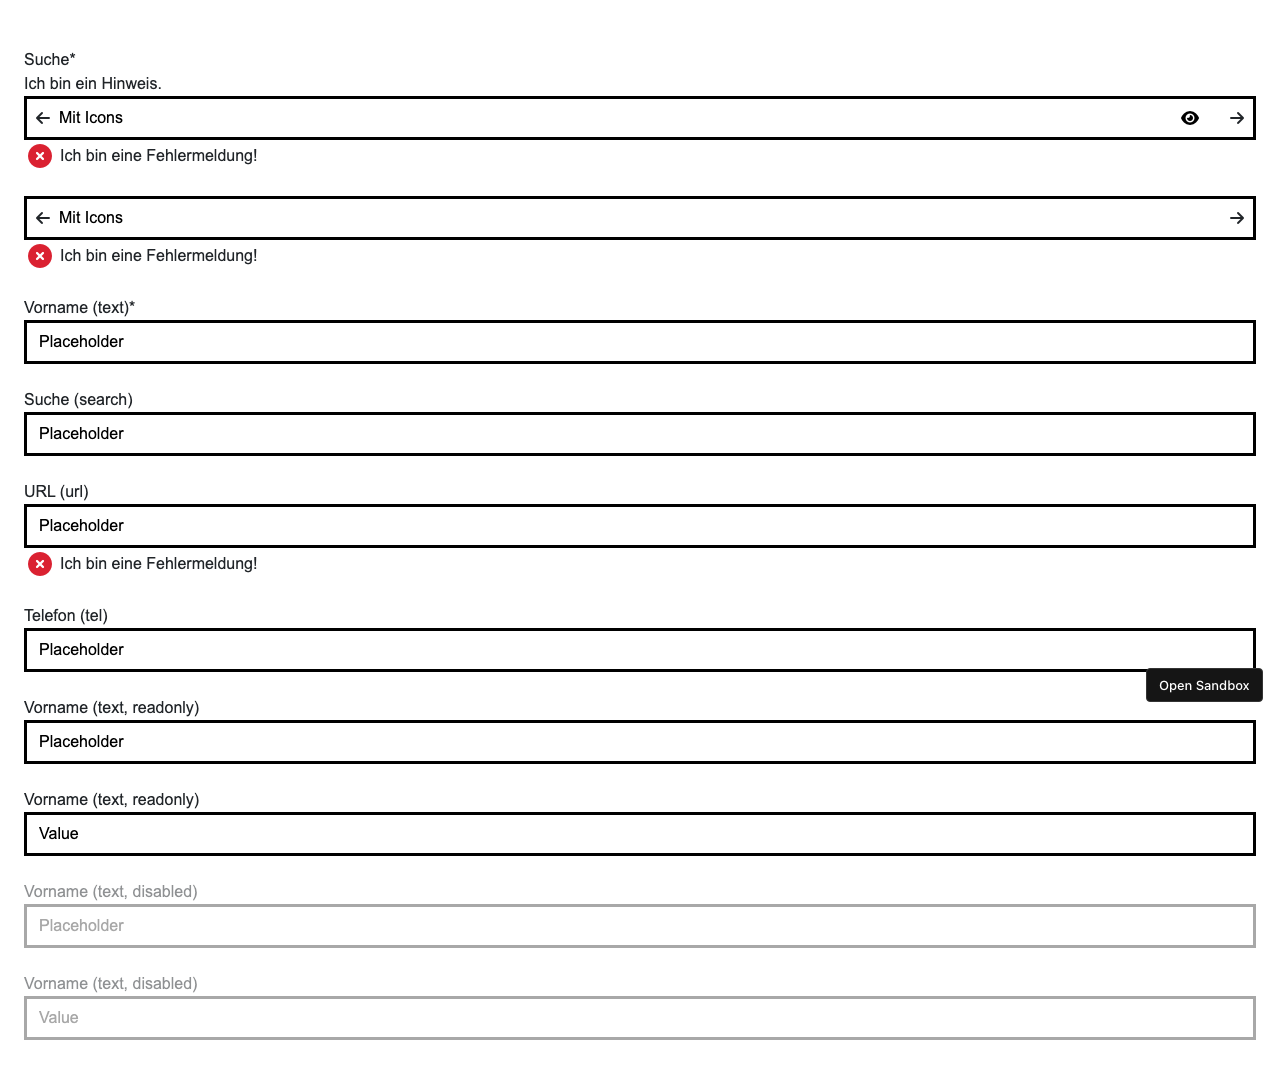 Suche*
Ich bin ein Hinweis.
Mit Icons
Ich bin eine Fehlermeldung!
Mit Icons
Ich bin eine Fehlermeldung!
Vorname (text)*
Placeholder
Suche (search)
Placeholder
URL (url)
Placeholder
Ich bin eine Fehlermeldung!
Telefon (tel)
Placeholder
Open Sandbox
Vorname (text, readonly)
Placeholder
Vorname (text, readonly)
Value
Vorname (text, disabled)
Placeholder
Vorname (text, disabled)
Value